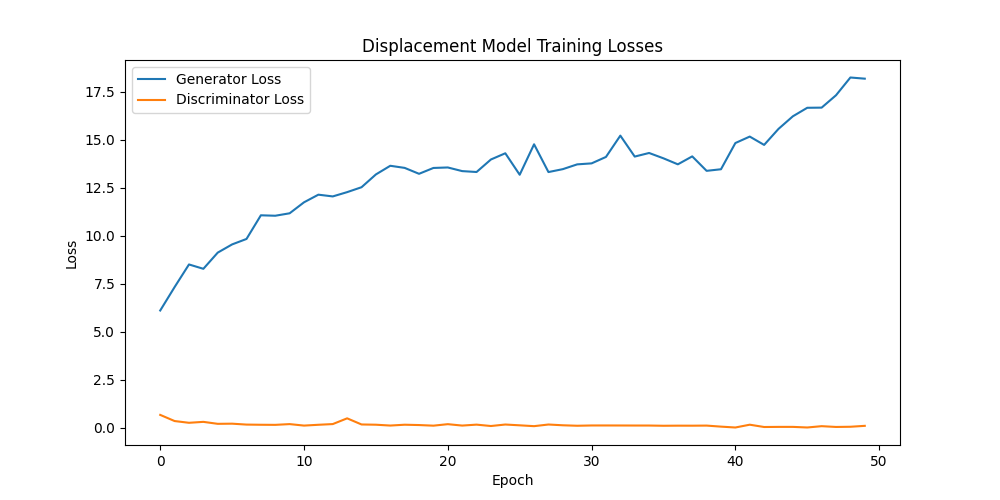 Displacement Model Training Losses
Generator Loss
Discriminator Loss
17.5
15.0
12.5
10.0
7.5
5.0
2.5
0.0
Loss
0 10 20 30 40 50
Epoch